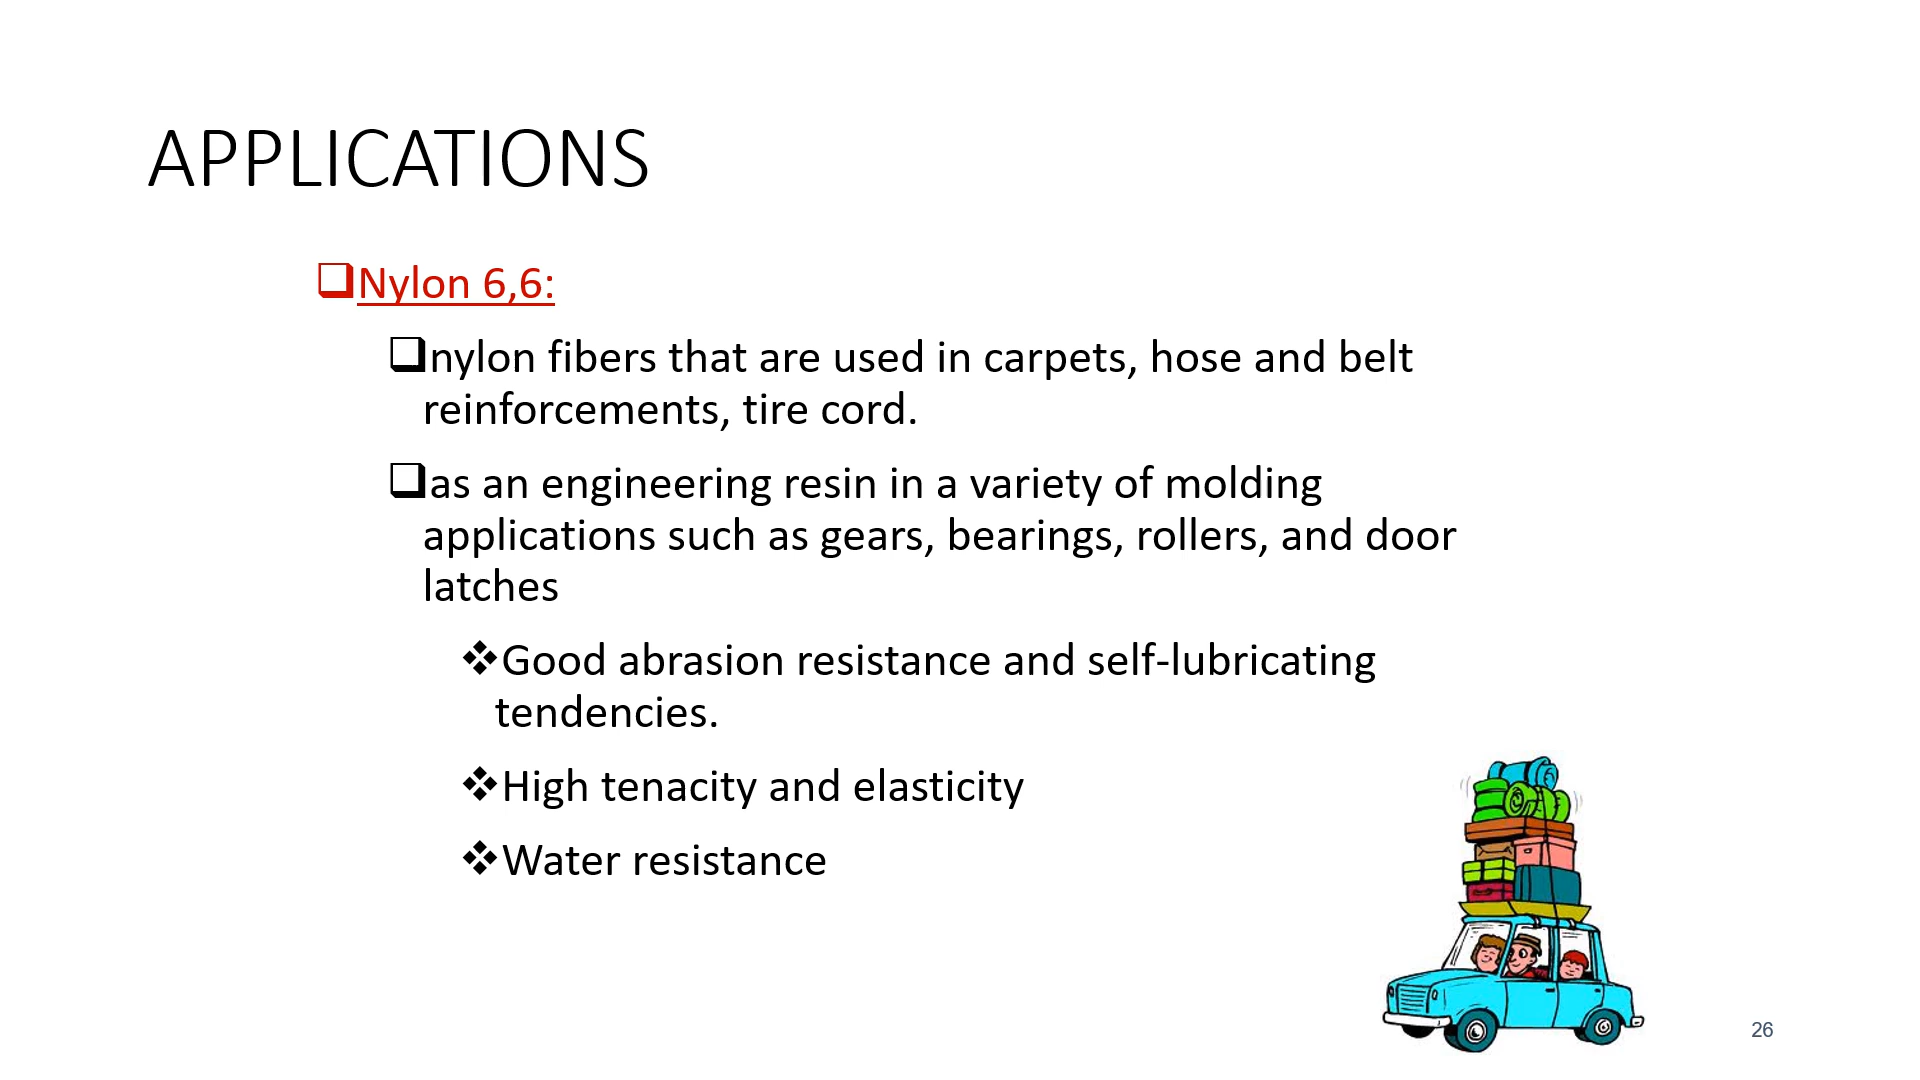 APPLICATIONS
❑Nylon 6,6:
❑nylon fibers that are used in carpets, hose and belt
reinforcements, tire cord.
❑as an engineering resin in a variety of molding
applications such as gears, bearings, rollers, and door
latches
❖Good abrasion resistance and self-lubricating
tendencies.
❖High tenacity and elasticity
❖Water resistance
26